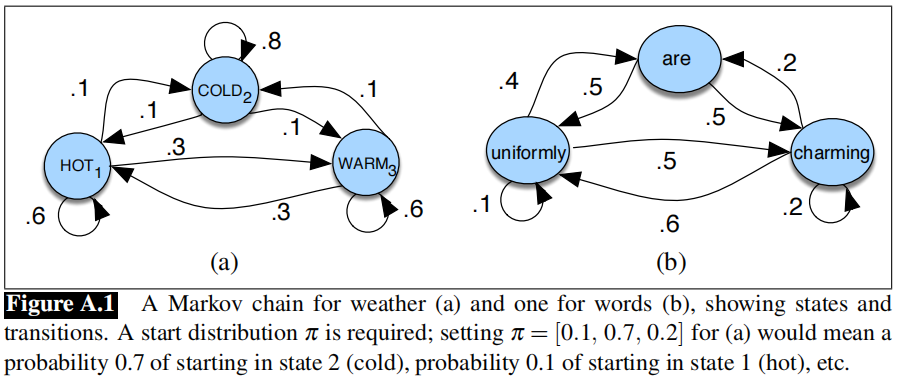 .8
.1
COLD2
.1
.1
.1
.3
HOT1
WARM3
.6
.3
.6
(a)
are
.4
.5
.2
.5
uniformly
.5
charming
.1
.6
.2
(b)
Figure A.1 A Markov chain for weather (a) and one for words (b), showing states and
transitions. A start distribution π is required; setting π = [0.1, 0.7, 0.2] for (a) would mean a
probability 0.7 of starting in state 2 (cold), probability 0.1 of starting in state 1 (hot), etc.